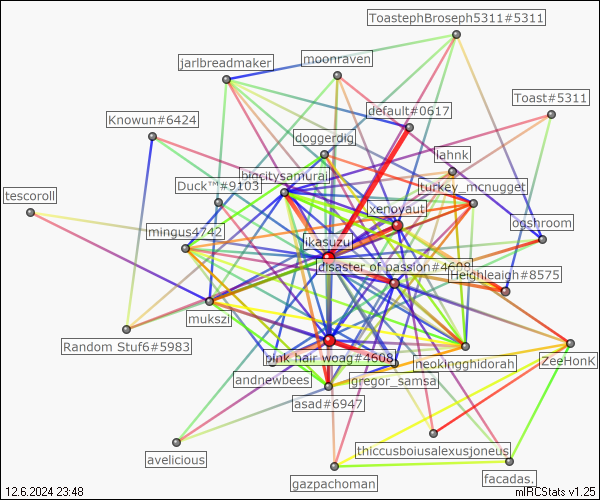 ToastephBroseph5311#5311
jarlbreadmaker
moonraven
default#0617
Toast#5311
Knowun#6424
doggerdig
lahnk
bigcitysamurai
Duck™#9103
turkey_mcnugget
tescoroll
xenoyaut
ogshroom
mingus4742
ikasuzu
disaster of passion#4608
heighleaigh#8575
mukszi
Random Stuf6#5983
pink hair woag#4608
neokingghidorah
ZeeHonK
andnewbees
gregor_samsa
asad#6947
thiccusboiusalexusjoneus
avelicious
gazpachoman
facadas.
12.6.2024 23:48
mIRCStats v1.25